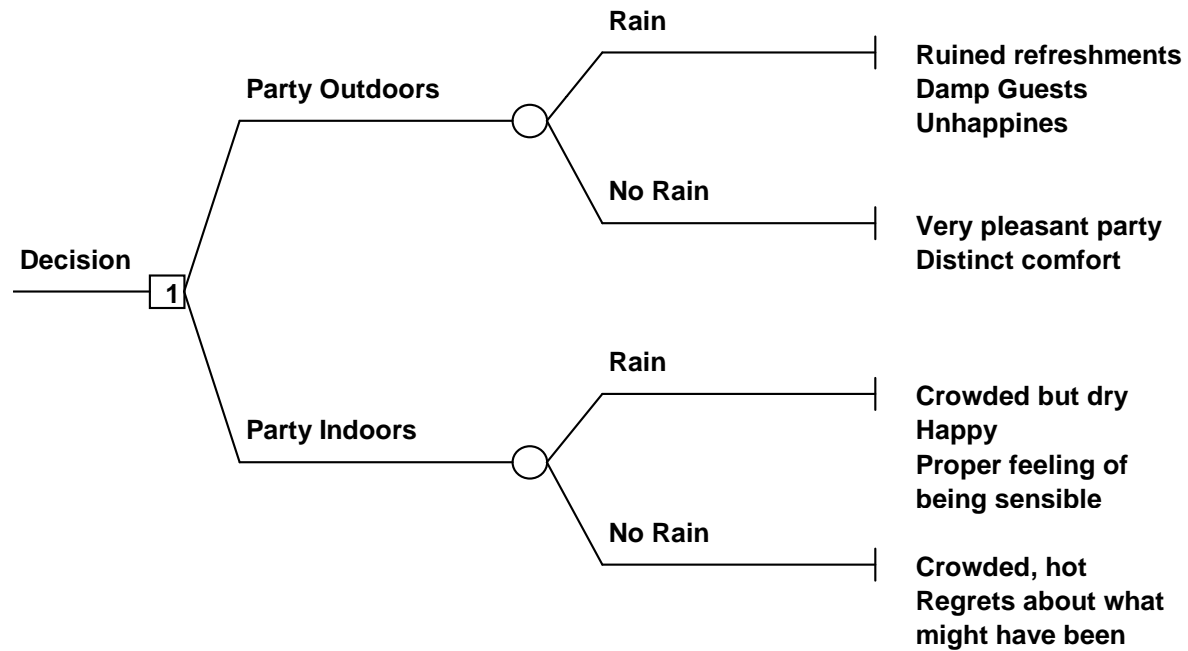 Rain
Ruined refreshments
Damp Guests
Unhappines
Party Outdoors
No Rain
Very pleasant party
Distinct comfort
Decision
1
Rain
Crowded but dry
Happy
Proper feeling of
being sensible
Party Indoors
No Rain
Crowded, hot
Regrets about what
might have been